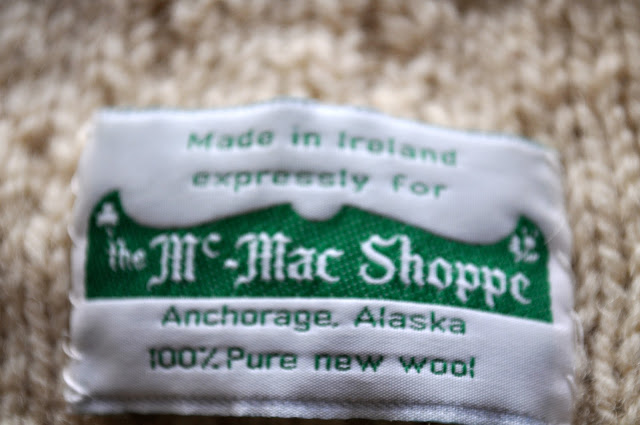 Made in Ireland
expressly for
the Mc-Mac Shoppe
Anchorage, Alaska
100% Pure new wool